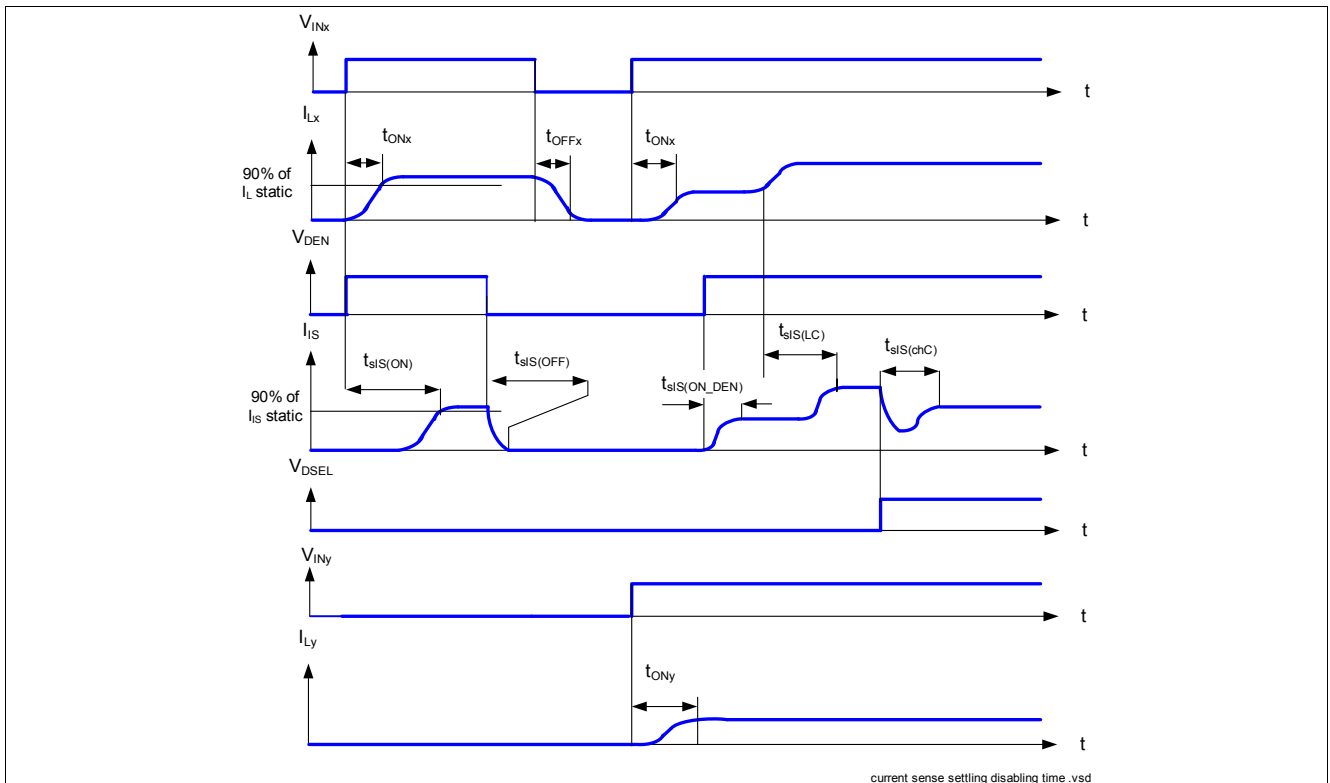 VINx
t
ILx
tONx
tOFFx
tONx
90% of
IL static
t
VDEN
t
IIS
tsIS(ON)
tsIS(OFF)
tsIS(LC)
tsIS(chC)
tsIS(ON_DEN)
90% of
IIS static
t
VDSEL
t
VINy
t
ILy
tONy
t
current sense settling disabling time .vsd